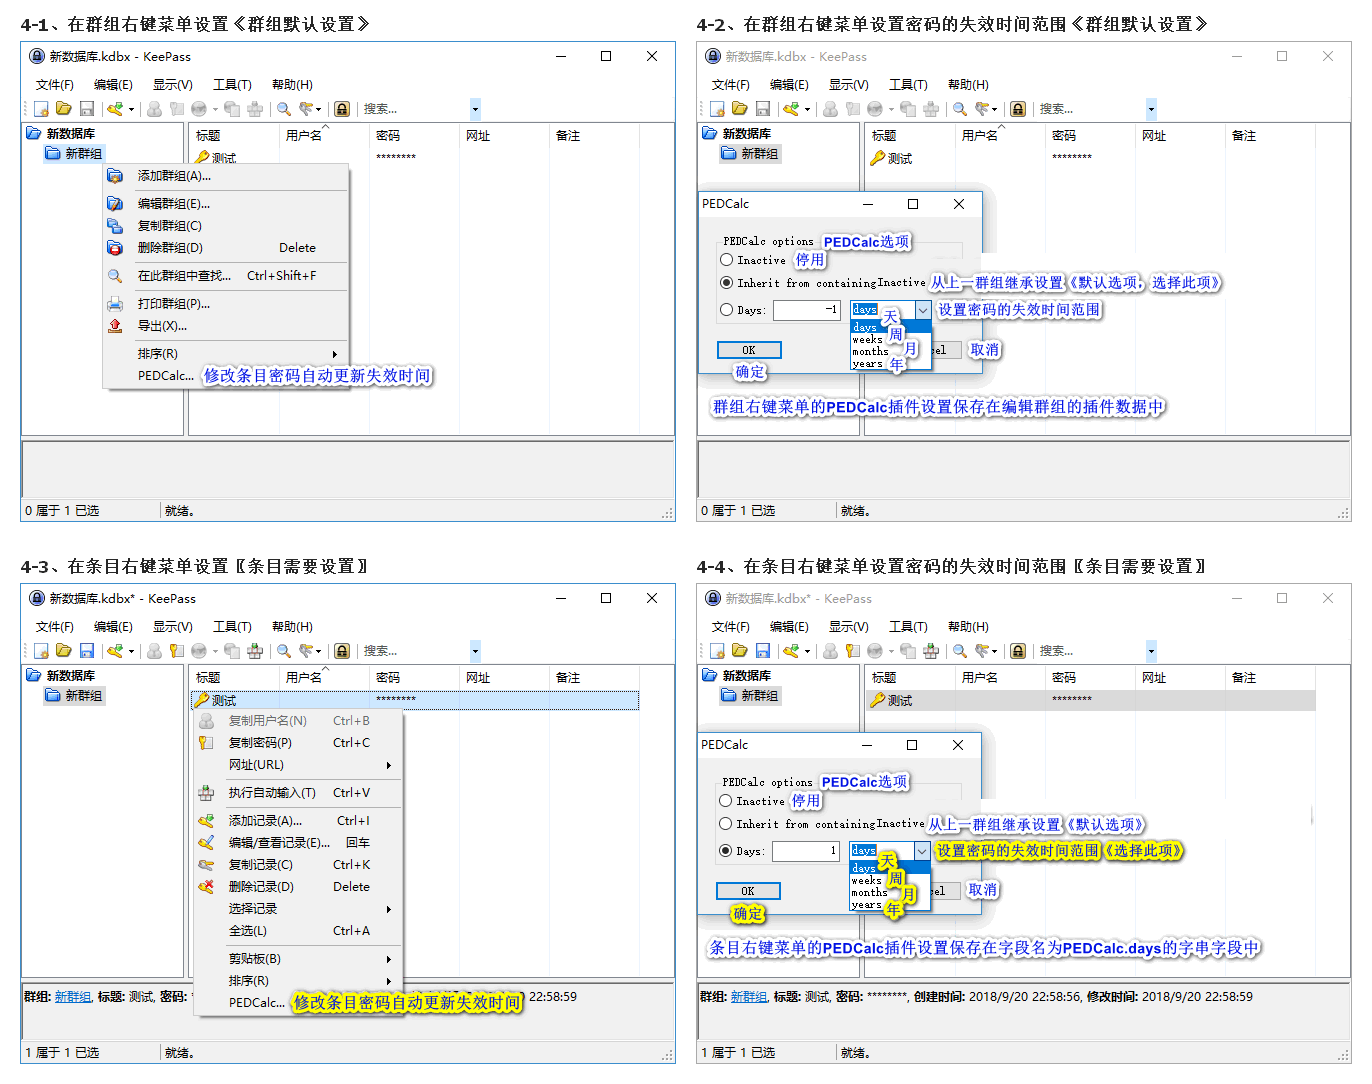 4-1、在群组右键菜单设置《群组默认设置》
新数据库.kdbx - KeePass
文件(F) 编辑(E) 显示(V) 工具(T) 帮助(H)
搜索...
新数据库
新群组
标题 用户名 密码 网址 备注
测试 ********
添加群组(A)...
编辑群组(E)...
复制群组(C)
删除群组(D) Delete
在此群组中查找... Ctrl+Shift+F
打印群组(P)...
导出(X)...
排序(R)
PEDCalc... 修改条目密码自动更新失效时间
0 属于 1 已选 就绪。
4-2、在群组右键菜单设置密码的失效时间范围《群组默认设置》
新数据库.kdbx - KeePass
文件(F) 编辑(E) 显示(V) 工具(T) 帮助(H)
搜索...
新数据库
新群组
标题 用户名 密码 网址 备注
测试 ********
PEDCalc
PEDCalc options PEDCalc选项
Inactive 停用
Inherit from containingInactive 从上一群组继承设置《默认选项，选择此项》
Days: -1 days 设置密码的失效时间范围
days 天
weeks 周
months 月
years 年
OK cel 取消
确定
群组右键菜单的PEDCalc插件设置保存在编辑群组的插件数据中
0 属于 1 已选 就绪。
4-3、在条目右键菜单设置〖条目需要设置〗
新数据库.kdbx* - KeePass
文件(F) 编辑(E) 显示(V) 工具(T) 帮助(H)
搜索...
新数据库
新群组
标题 用户名 密码 网址 备注
测试 ********
复制用户名(N) Ctrl+B
复制密码(P) Ctrl+C
网址(URL)
执行自动输入(T) Ctrl+V
添加记录(A)... Ctrl+I
编辑/查看记录(E)... 回车
复制记录(C) Ctrl+K
删除记录(D) Delete
选择记录
全选(L) Ctrl+A
剪贴板(B)
排序(R)
PEDCalc... 修改条目密码自动更新失效时间
群组: 新群组, 标题: 测试, 密码: * 0 22:58:59
1 属于 1 已选 就绪。
4-4、在条目右键菜单设置密码的失效时间范围〖条目需要设置〗
新数据库.kdbx* - KeePass
文件(F) 编辑(E) 显示(V) 工具(T) 帮助(H)
搜索...
新数据库
新群组
标题 用户名 密码 网址 备注
测试 ********
PEDCalc
PEDCalc options PEDCalc选项
Inactive 停用
Inherit from containingInactive 从上一群组继承设置《默认选项》
Days: 1 days 设置密码的失效时间范围《选择此项》
days 天
weeks 周
months 月
years 年
OK cel 取消
确定
条目右键菜单的PEDCalc插件设置保存在字段名为PEDCalc.days的字串字段中
群组: 新群组, 标题: 测试, 密码: ********, 创建时间: 2018/9/20 22:58:56, 修改时间: 2018/9/20 22:58:59
1 属于 1 已选 就绪。